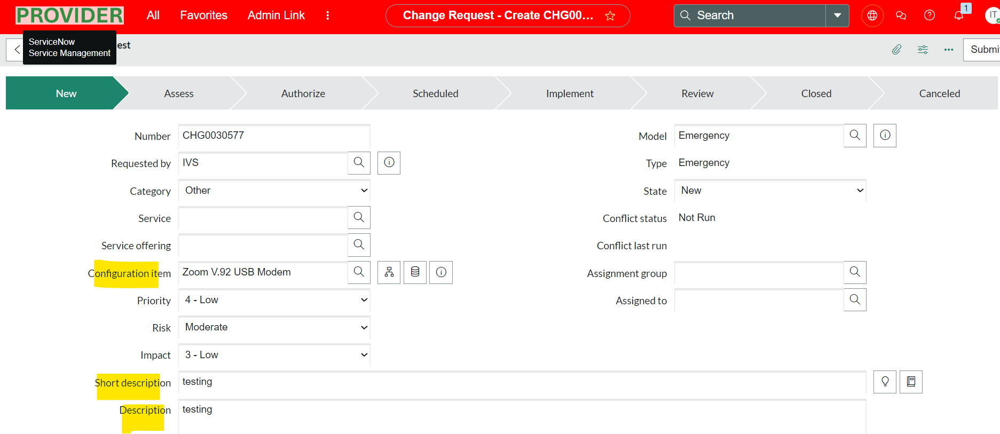 PROVIDER
All
Favorites
Admin Link
Change Request - Create CHG00...
Search
1
IT
ServiceNow
Service Management
est
Submi
New
Assess
Authorize
Scheduled
Implement
Review
Closed
Canceled
Number
CHG0030577
Model
Emergency
Requested by
IVS
Type
Emergency
Category
Other
State
New
Service
Conflict status
Not Run
Service offering
Conflict last run
Configuration item
Zoom V.92 USB Modem
Assignment group
Priority
4 - Low
Assigned to
Risk
Moderate
Impact
3 - Low
Short description
testing
Description
testing